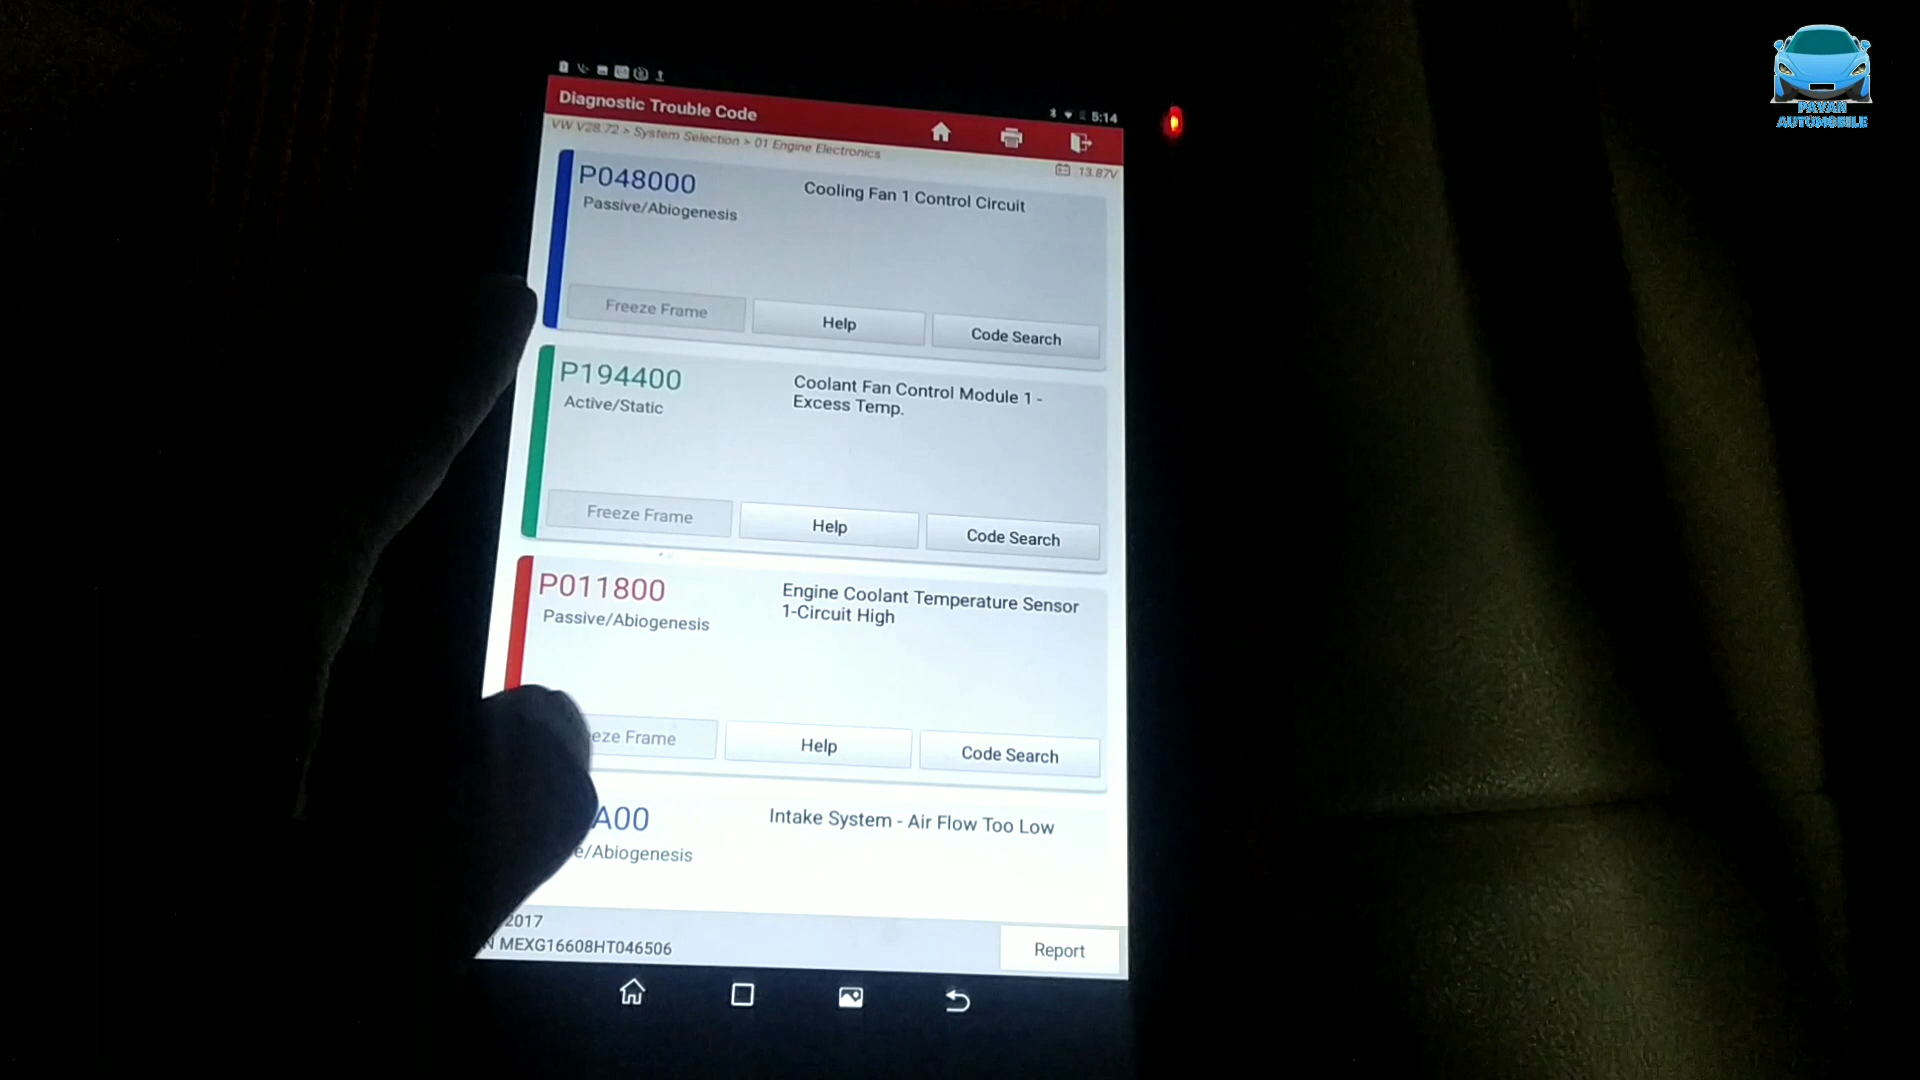 Diagnostic Trouble Code
5:14
VW V28.72 > System Selection > 01 Engine Electronics
13.87V
P048000
Cooling Fan 1 Control Circuit
Passive/Abiogenesis
Freeze Frame
Help
Code Search
P194400
Coolant Fan Control Module 1 -
Excess Temp.
Active/Static
Freeze Frame
Help
Code Search
P011800
Engine Coolant Temperature Sensor
1-Circuit High
Passive/Abiogenesis
eze Frame
Help
Code Search
A00
Intake System - Air Flow Too Low
e/Abiogenesis
2017
N MEXG16608HT046506
Report
PAVAN
AUTOMOBILE